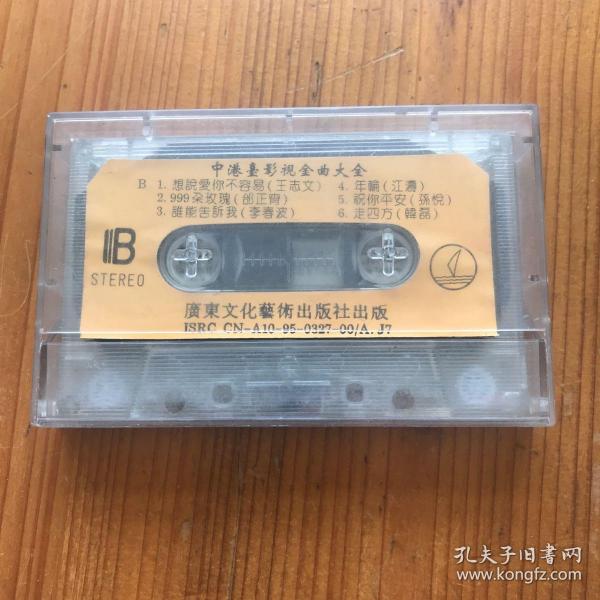 中港臺影視金曲大全
B 1. 想說愛你不容易(王志文) 4. 年輪(江濤)
2. 999朵玫瑰(邰正宵) 5. 祝你平安(孫悅)
3. 誰能告訴我(李春波) 6. 走四方(韓磊)
B
STEREO
廣東文化藝術出版社出版
ISRC CN-A10-95-0327-00/A.J7
孔夫子旧书网
www.kongfz.com